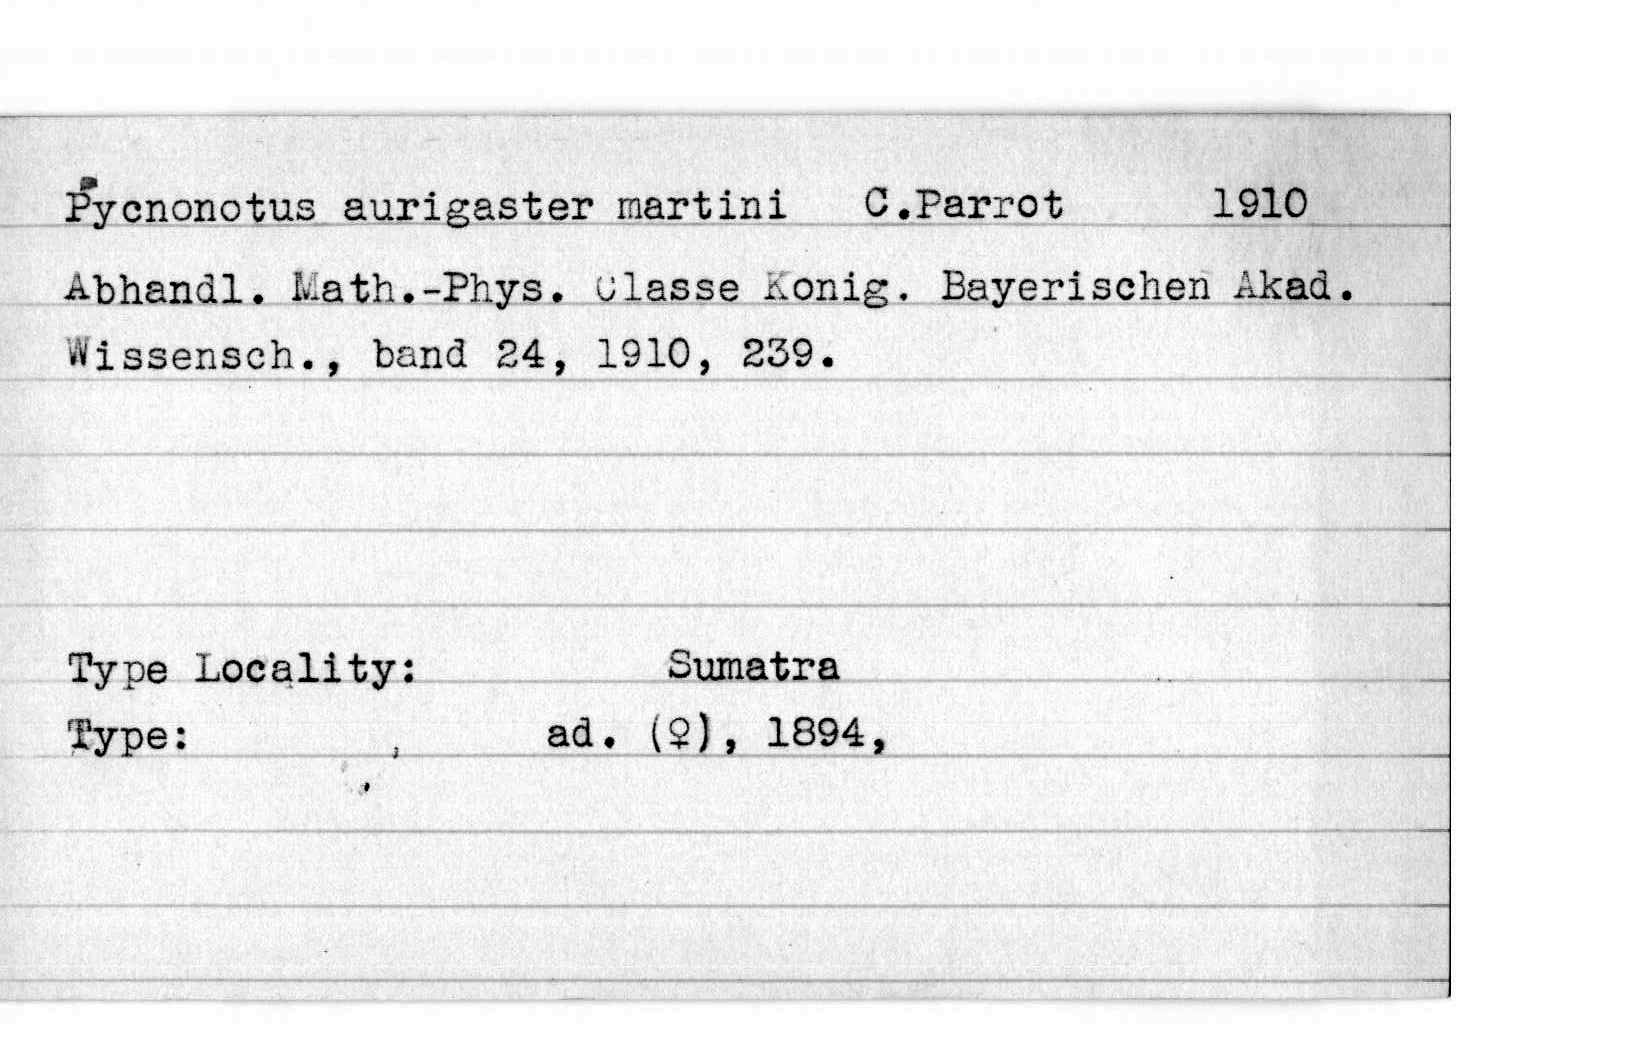 Pycnonotus aurigaster martini C.Parrot 1910
Abhandl. Math.-Phys. Classe Konig. Bayerischen Akad.
Wissensch., band 24, 1910, 239.
Type Locality: Sumatra
Type: , ad. (♀), 1894,